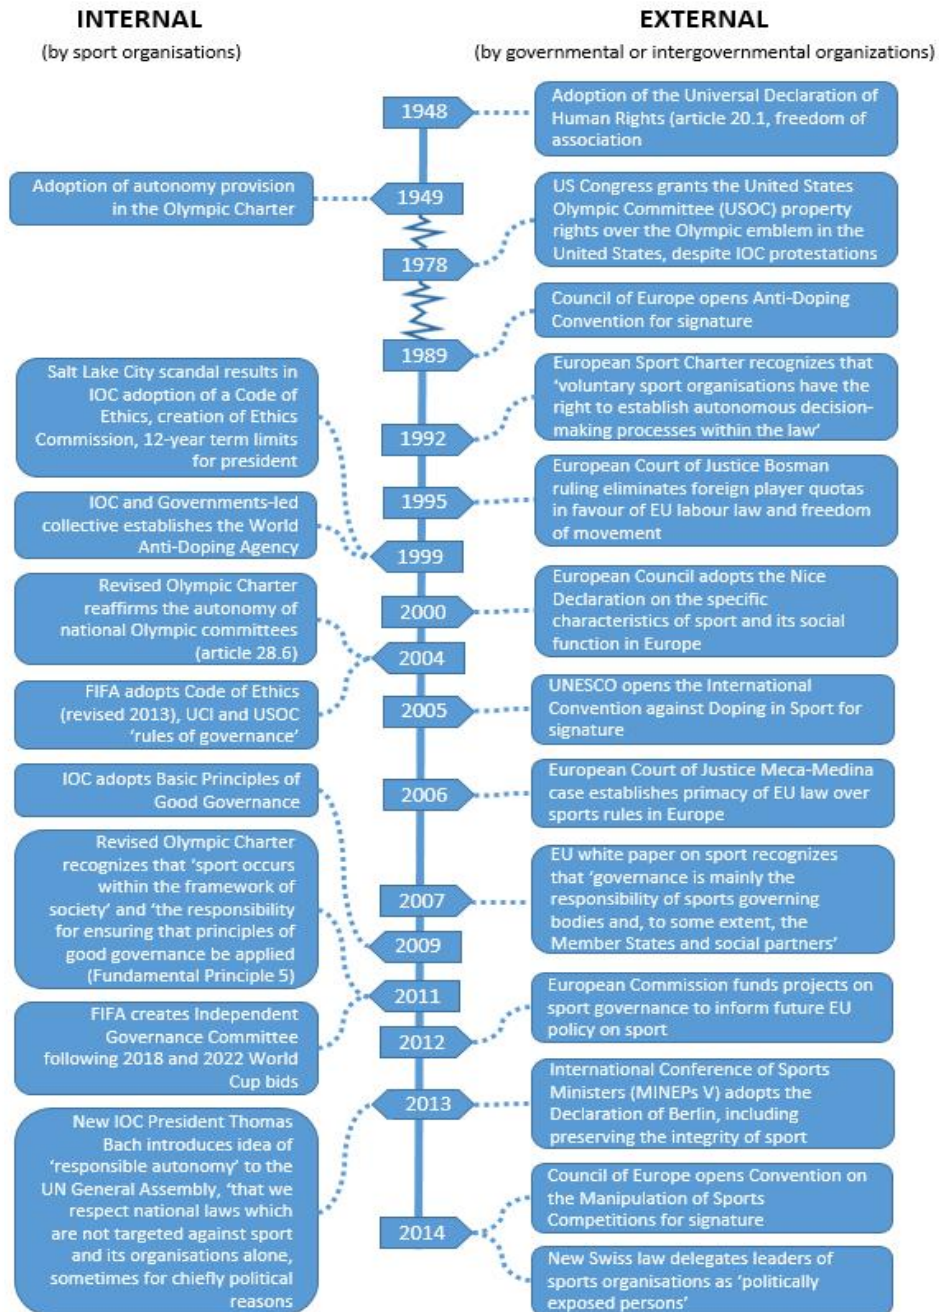 INTERNAL
(by sport organisations)
EXTERNAL
(by governmental or intergovernmental organizations)
1948
Adoption of the Universal Declaration of
Human Rights (article 20.1, freedom of
association
Adoption of autonomy provision
in the Olympic Charter
1949
US Congress grants the United States
Olympic Committee (USOC) property
rights over the Olympic emblem in the
United States, despite IOC protestations
1978
Council of Europe opens Anti-Doping
Convention for signature
1989
Salt Lake City scandal results in
IOC adoption of a Code of
Ethics, creation of Ethics
Commission, 12-year term limits
for president
European Sport Charter recognizes that
‘voluntary sport organisations have the
right to establish autonomous decision-
making processes within the law’
1992
European Court of Justice Bosman
ruling eliminates foreign player quotas
in favour of EU labour law and freedom
of movement
1995
IOC and Governments-led
collective establishes the World
Anti-Doping Agency
1999
European Council adopts the Nice
Declaration on the specific
characteristics of sport and its social
function in Europe
2000
Revised Olympic Charter
reaffirms the autonomy of
national Olympic committees
(article 28.6)
2004
FIFA adopts Code of Ethics
(revised 2013), UCI and USOC
‘rules of governance’
UNESCO opens the International
Convention against Doping in Sport for
signature
2005
IOC adopts Basic Principles of
Good Governance
European Court of Justice Meca-Medina
case establishes primacy of EU law over
sports rules in Europe
2006
Revised Olympic Charter
recognizes that ‘sport occurs
within the framework of
society’ and ‘the responsibility
for ensuring that principles of
good governance be applied
(Fundamental Principle 5)
EU white paper on sport recognizes
that ‘governance is mainly the
responsibility of sports governing
bodies and, to some extent, the
Member States and social partners’
2007
2009
2011
European Commission funds projects on
sport governance to inform future EU
policy on sport
2012
FIFA creates Independent
Governance Committee
following 2018 and 2022 World
Cup bids
International Conference of Sports
Ministers (MINEPs V) adopts the
Declaration of Berlin, including
preserving the integrity of sport
2013
New IOC President Thomas
Bach introduces idea of
‘responsible autonomy’ to the
UN General Assembly, ‘that we
respect national laws which
are not targeted against sport
and its organisations alone,
sometimes for chiefly political
reasons
Council of Europe opens Convention on
the Manipulation of Sports
Competitions for signature
2014
New Swiss law delegates leaders of
sports organisations as ‘politically
exposed persons’